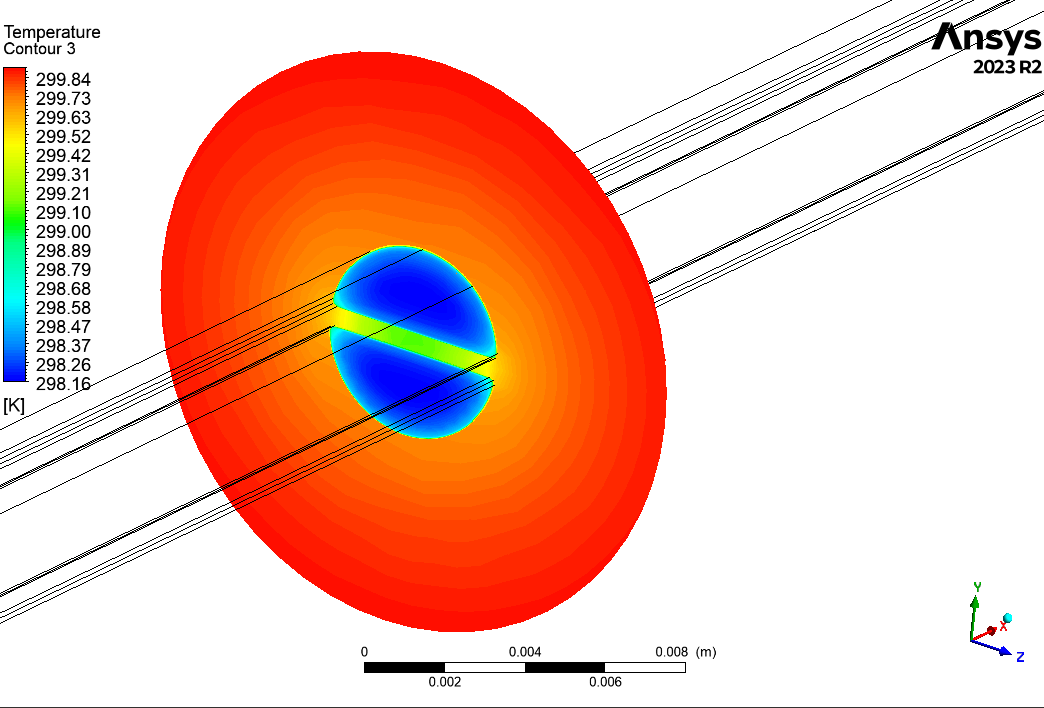 Temperature
Contour 3
299.84
299.73
299.63
299.52
299.42
299.31
299.21
299.10
299.00
298.89
298.79
298.68
298.58
298.47
298.37
298.26
298.16
[K]
Ansys
2023 R2
0 0.004 0.008 (m)
0.002 0.006
Y
X
Z